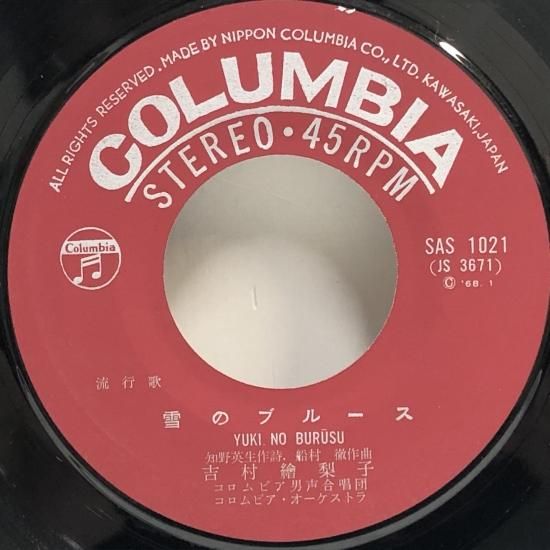 ALL RIGHTS RESERVED. MADE BY NIPPON COLUMBIA CO., LTD. KAWASAKI, JAPAN
COLUMBIA
STEREO・45RPM
Columbia
SAS 1021
(JS 3671)
© '68. 1
流行歌
雪のブルース
YUKI NO BURŪSU
知野英生作詩、船村 徹作曲
吉村繪梨子
コロムビア男声合唱団
コロムビア・オーケストラ